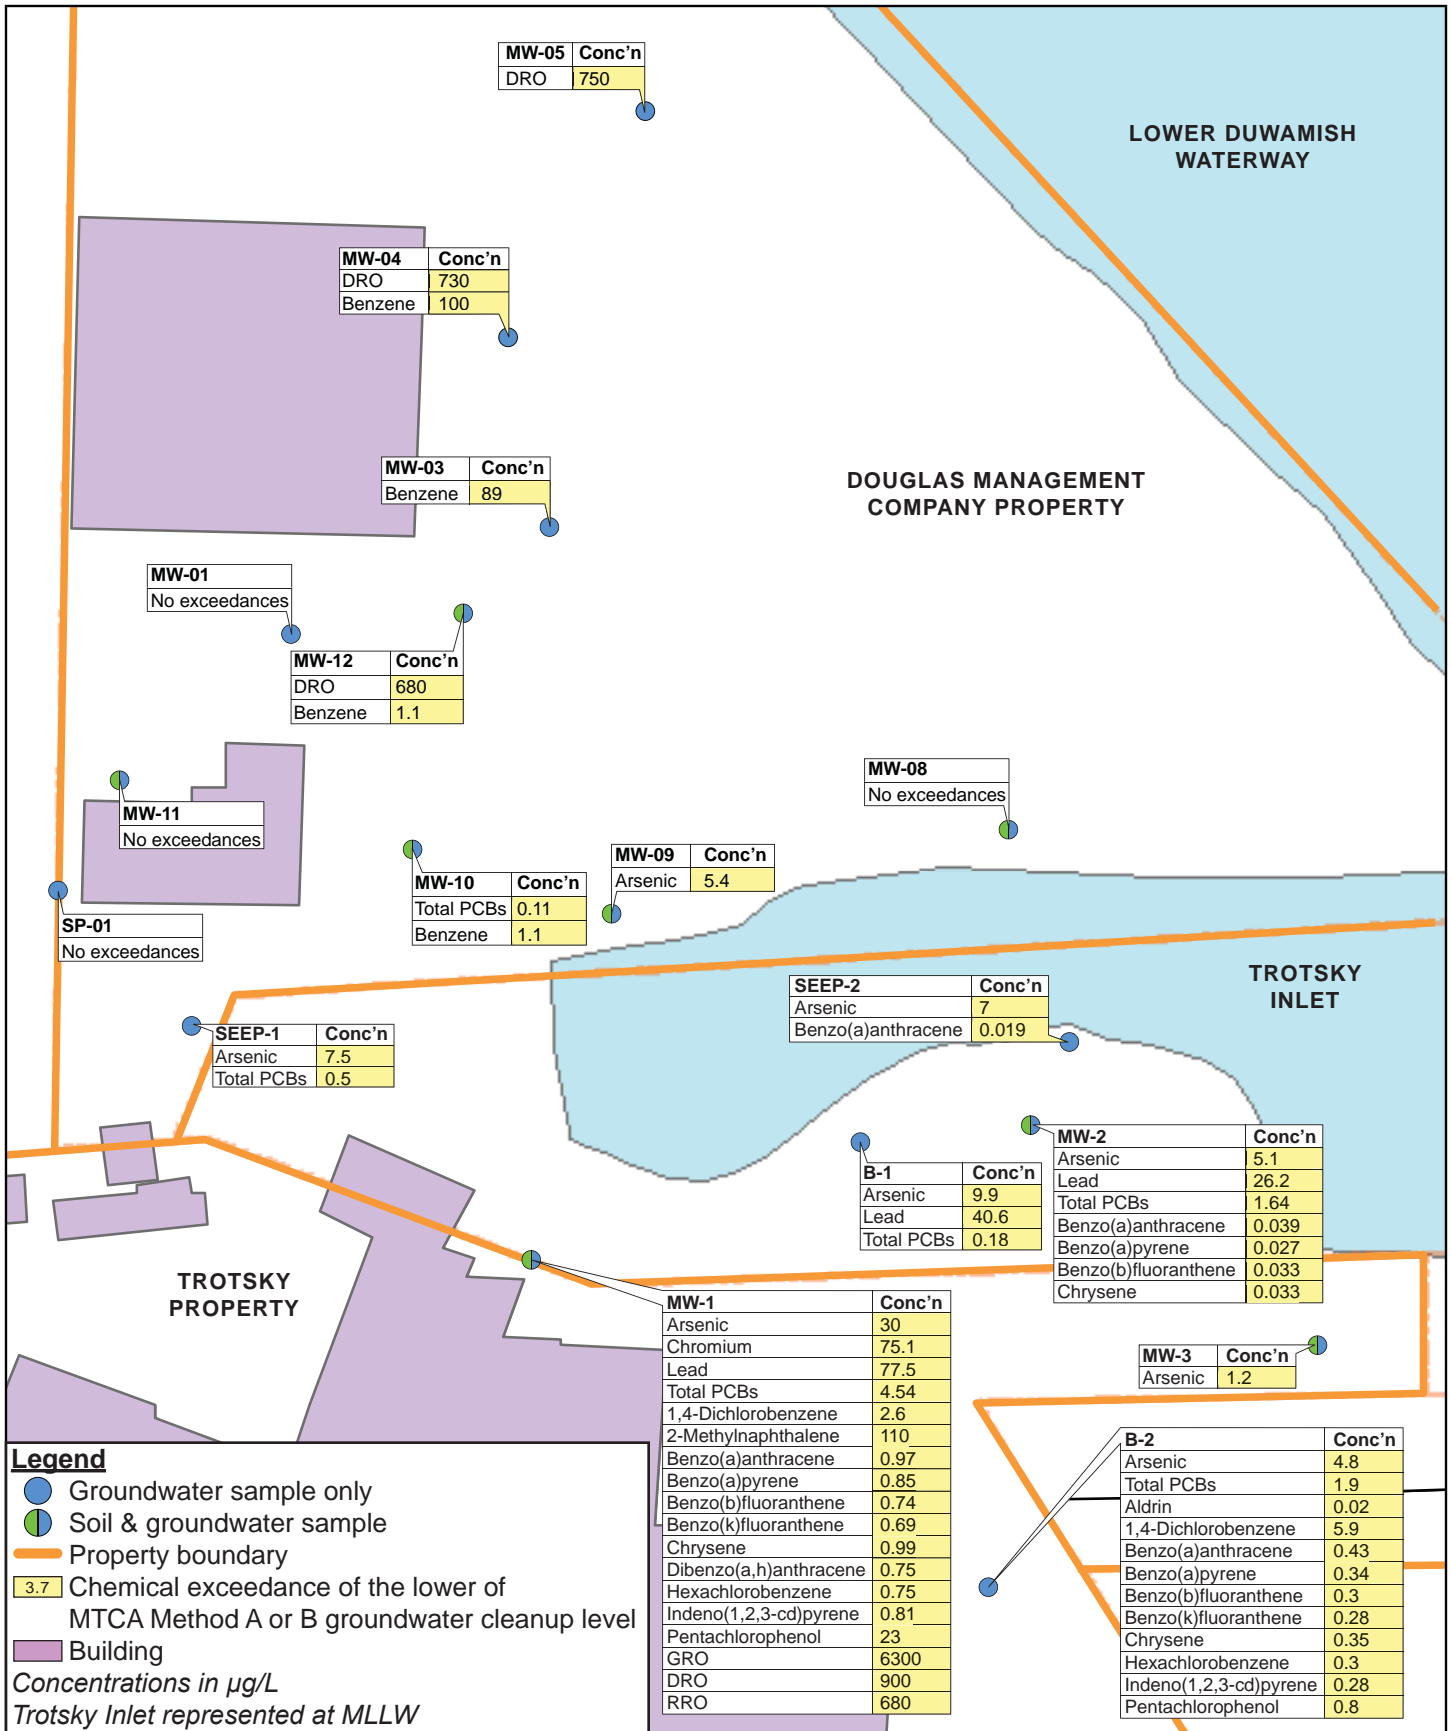 MW-05 Conc'n
DRO 750
LOWER DUWAMISH
WATERWAY
MW-04 Conc'n
DRO 730
Benzene 100
MW-03 Conc'n
Benzene 89
DOUGLAS MANAGEMENT
COMPANY PROPERTY
MW-01
No exceedances
MW-12 Conc'n
DRO 680
Benzene 1.1
MW-08
No exceedances
MW-11
No exceedances
MW-09 Conc'n
Arsenic 5.4
MW-10 Conc'n
Total PCBs 0.11
Benzene 1.1
SP-01
No exceedances
TROTSKY
INLET
SEEP-2 Conc'n
Arsenic 7
Benzo(a)anthracene 0.019
SEEP-1 Conc'n
Arsenic 7.5
Total PCBs 0.5
MW-2 Conc'n
Arsenic 5.1
Lead 26.2
Total PCBs 1.64
Benzo(a)anthracene 0.039
Benzo(a)pyrene 0.027
Benzo(b)fluoranthene 0.033
Chrysene 0.033
B-1 Conc'n
Arsenic 9.9
Lead 40.6
Total PCBs 0.18
TROTSKY
PROPERTY
MW-1 Conc'n
Arsenic 30
Chromium 75.1
Lead 77.5
Total PCBs 4.54
1,4-Dichlorobenzene 2.6
2-Methylnaphthalene 110
Benzo(a)anthracene 0.97
Benzo(a)pyrene 0.85
Benzo(b)fluoranthene 0.74
Benzo(k)fluoranthene 0.69
Chrysene 0.99
Dibenzo(a,h)anthracene 0.75
Hexachlorobenzene 0.75
Indeno(1,2,3-cd)pyrene 0.81
Pentachlorophenol 23
GRO 6300
DRO 900
RRO 680
MW-3 Conc'n
Arsenic 1.2
B-2 Conc'n
Arsenic 4.8
Total PCBs 1.9
Aldrin 0.02
1,4-Dichlorobenzene 5.9
Benzo(a)anthracene 0.43
Benzo(a)pyrene 0.34
Benzo(b)fluoranthene 0.3
Benzo(k)fluoranthene 0.28
Chrysene 0.35
Hexachlorobenzene 0.3
Indeno(1,2,3-cd)pyrene 0.28
Pentachlorophenol 0.8
Legend
Groundwater sample only
Soil & groundwater sample
Property boundary
3.7 Chemical exceedance of the lower of
MTCA Method A or B groundwater cleanup level
Building
Concentrations in µg/L
Trotsky Inlet represented at MLLW